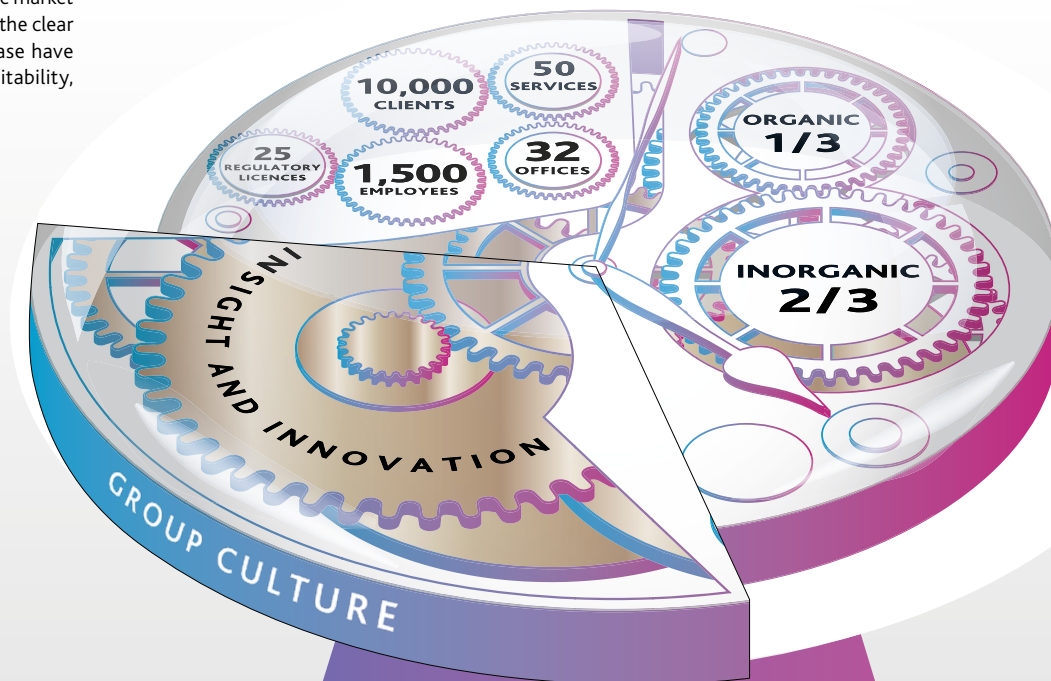 the clear
ase have
itability,
10,000
CLIENTS
50
SERVICES
25
REGULATORY
LICENCES
1,500
EMPLOYEES
32
OFFICES
ORGANIC
1/3
INORGANIC
2/3
INSIGHT AND INNOVATION
GROUP CULTURE